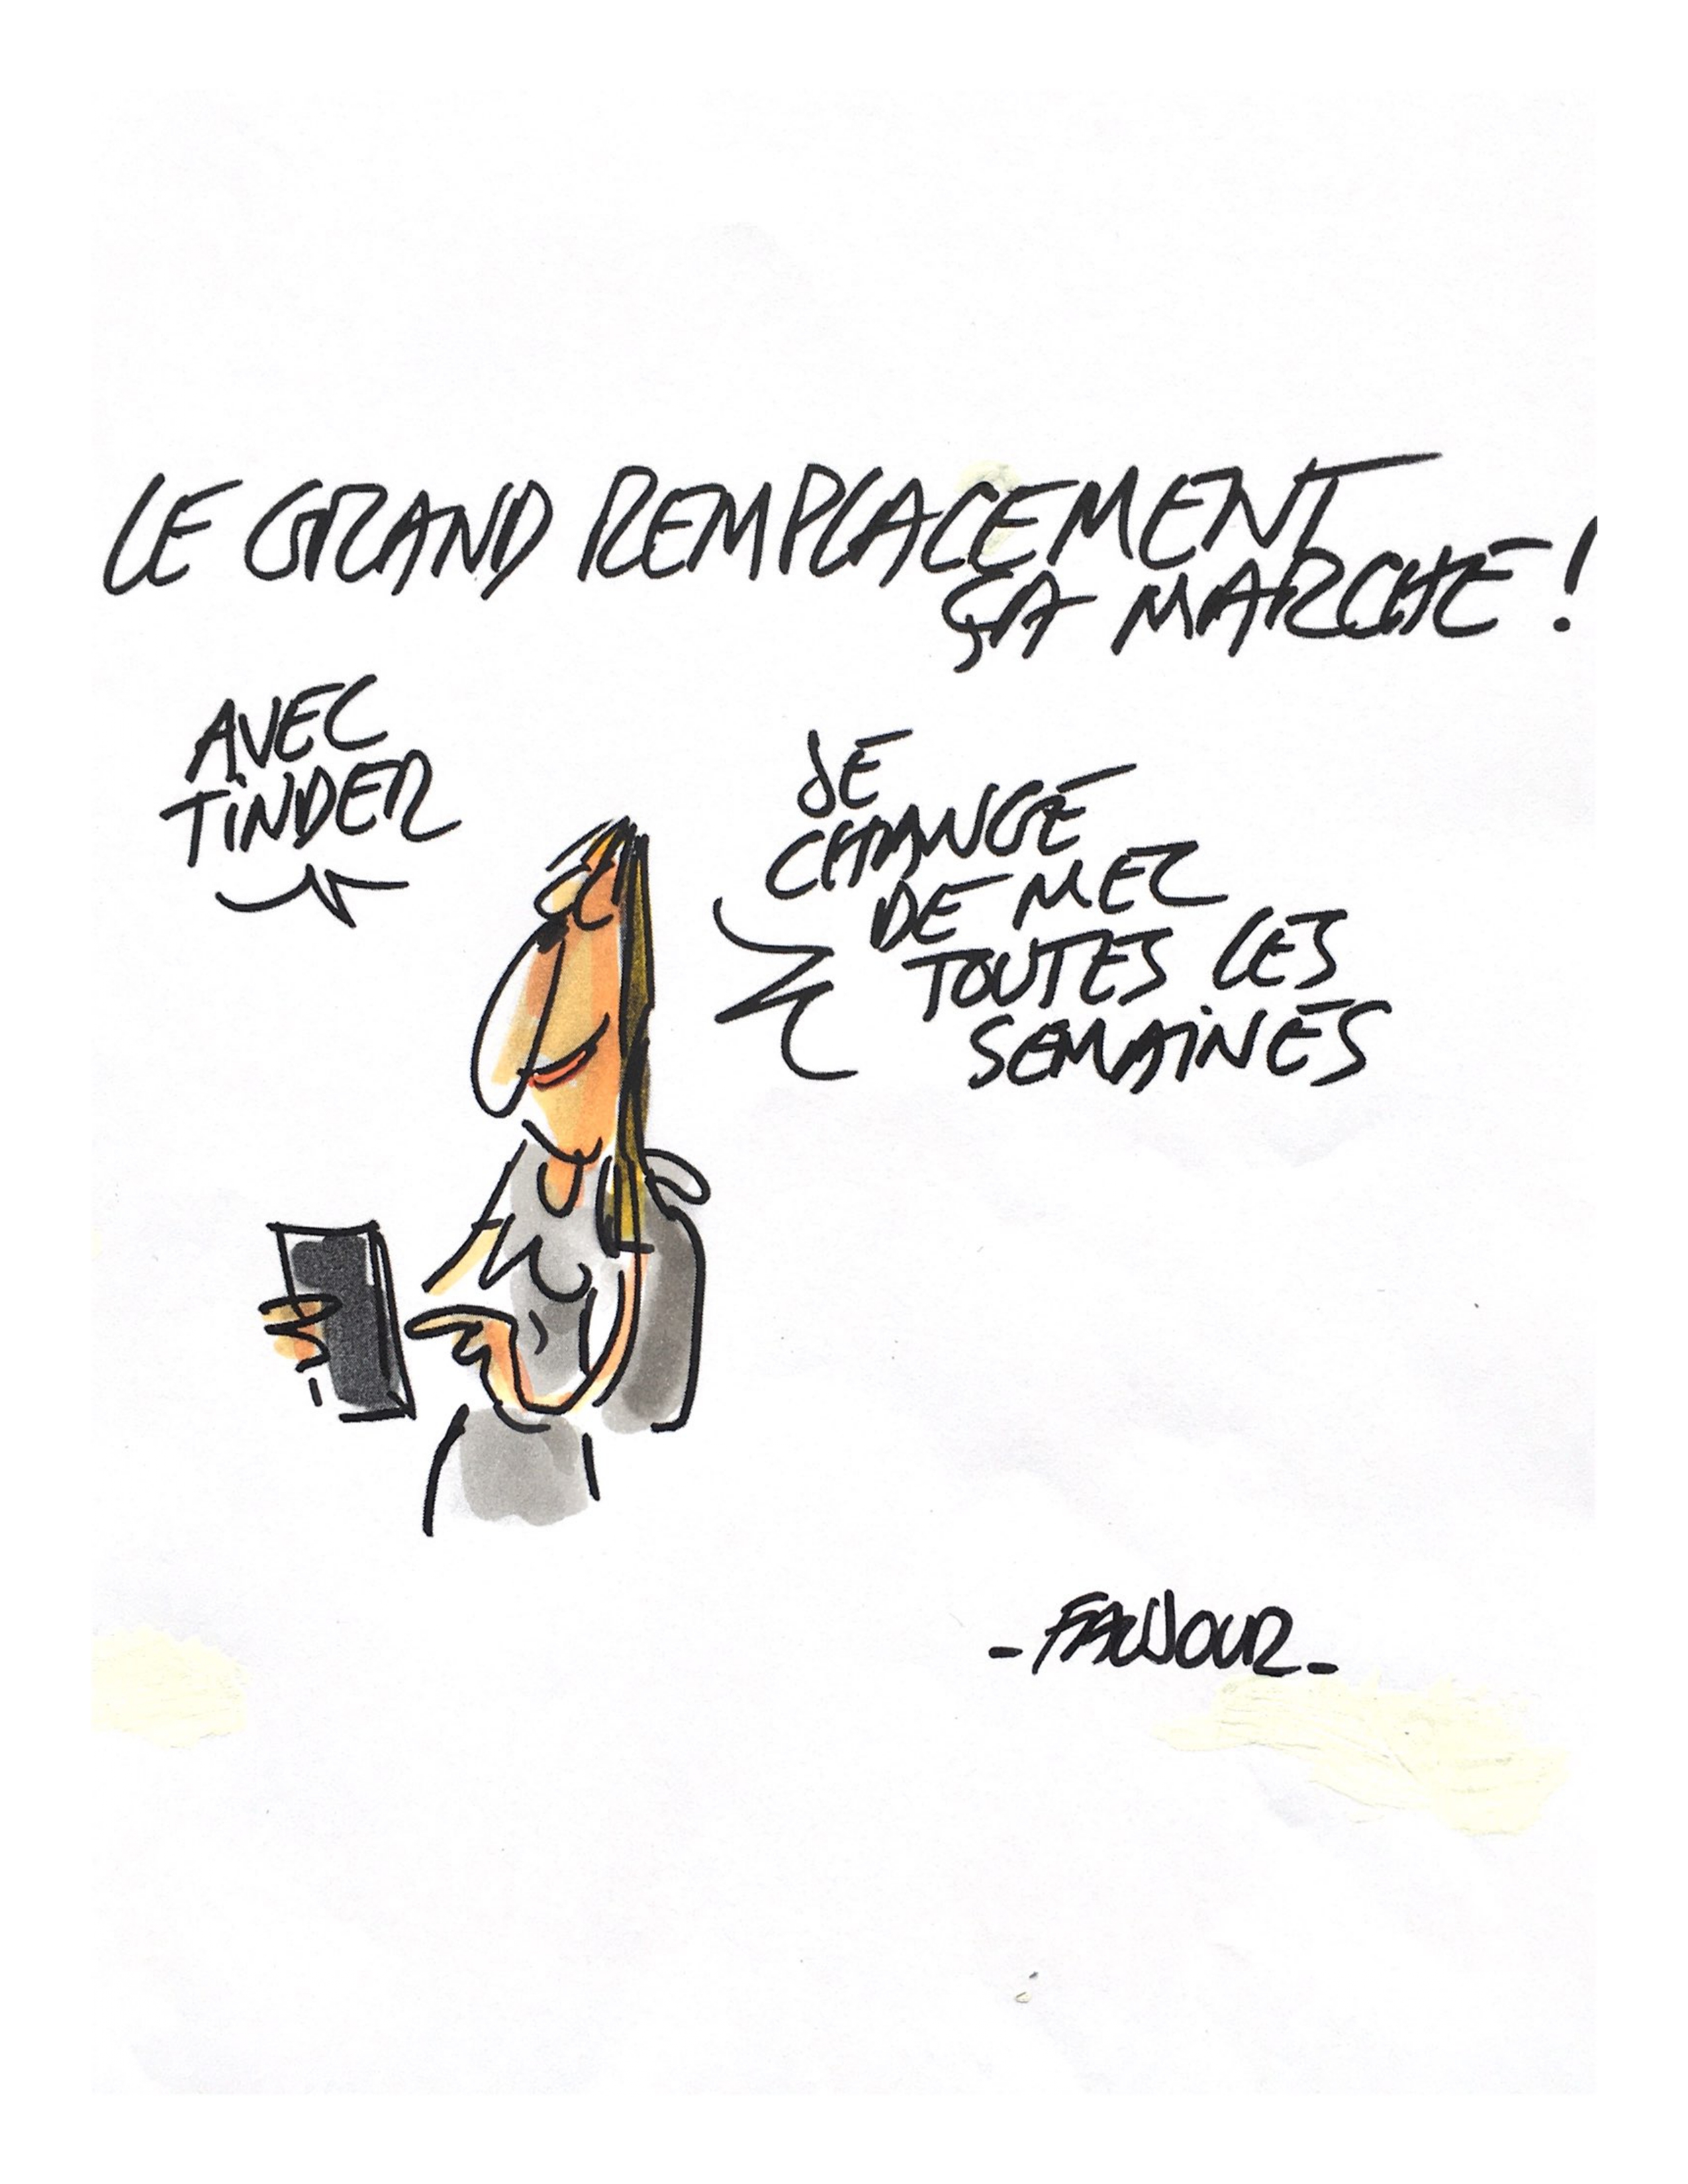 LE GRAND REMPLACEMENT
ÇA MARCHE !
AVEC
TINDER
JE
CHANGE
DE MEC
TOUTES LES
SEMAINES
- FAUJOUR -